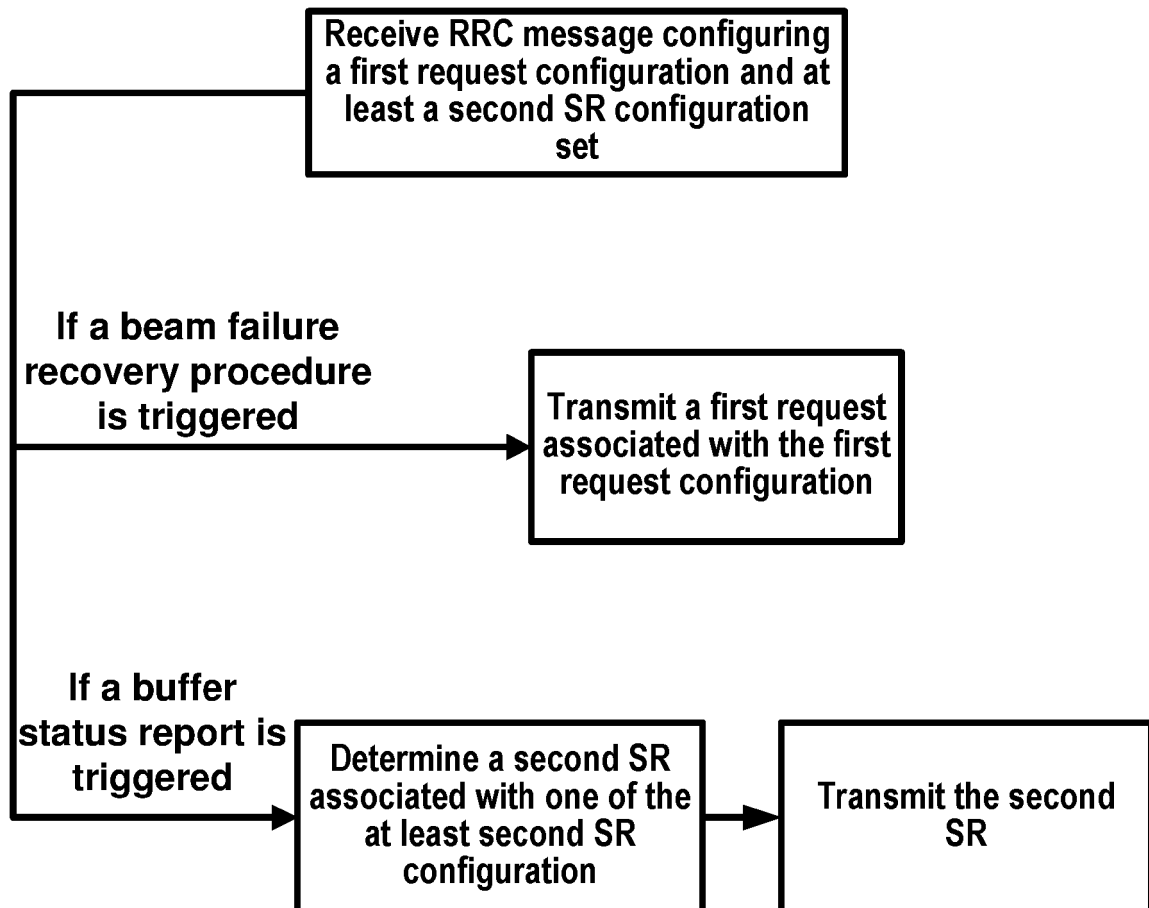 Receive RRC message configuring
a first request configuration and at
least a second SR configuration
set
If a beam failure
recovery procedure
is triggered
Transmit a first request
associated with the first
request configuration
If a buffer
status report is
triggered
Determine a second SR
associated with one of the
at least second SR
configuration
Transmit the second
SR